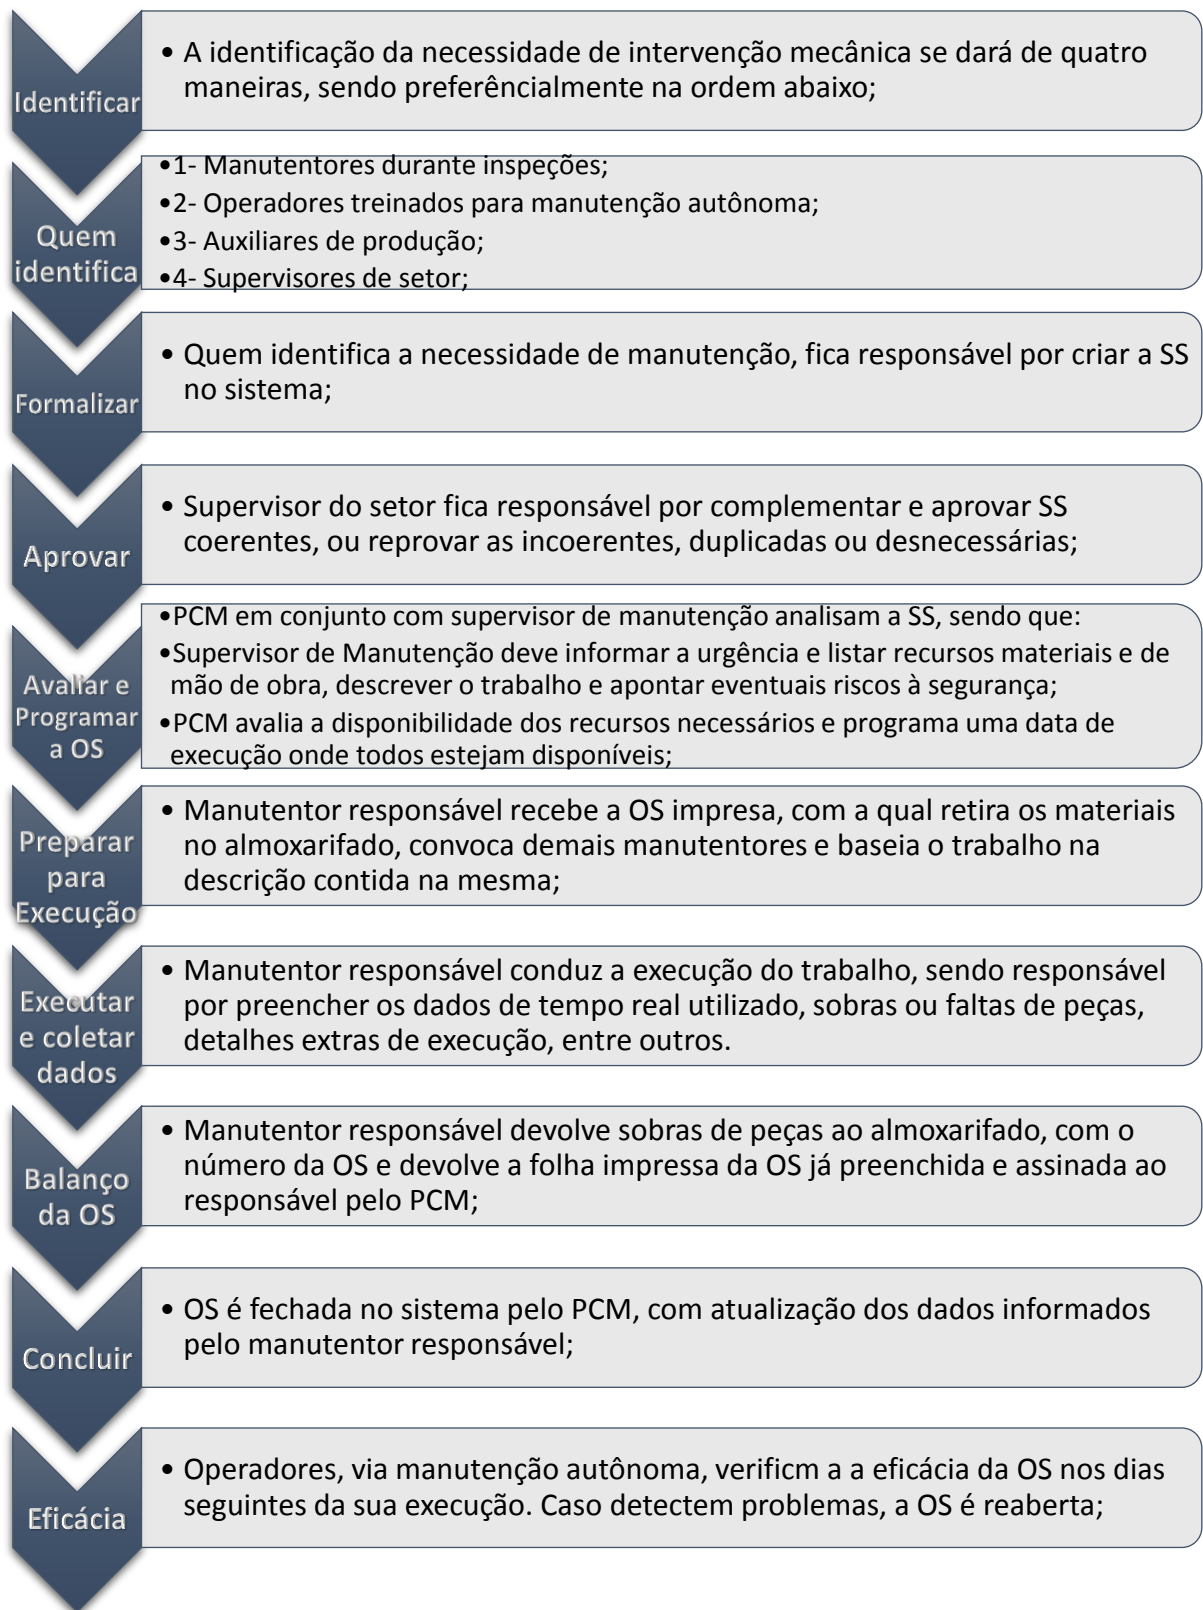 Identificar
• A identificação da necessidade de intervenção mecânica se dará de quatro
maneiras, sendo preferêncialmente na ordem abaixo;
Quem
identifica
•1- Manutentores durante inspeções;
•2- Operadores treinados para manutenção autônoma;
•3- Auxiliares de produção;
•4- Supervisores de setor;
Formalizar
• Quem identifica a necessidade de manutenção, fica responsável por criar a SS
no sistema;
Aprovar
• Supervisor do setor fica responsável por complementar e aprovar SS
coerentes, ou reprovar as incoerentes, duplicadas ou desnecessárias;
Avaliar e
Programar
a OS
•PCM em conjunto com supervisor de manutenção analisam a SS, sendo que:
•Supervisor de Manutenção deve informar a urgência e listar recursos materiais e de
mão de obra, descrever o trabalho e apontar eventuais riscos à segurança;
•PCM avalia a disponibilidade dos recursos necessários e programa uma data de
execução onde todos estejam disponíveis;
Preparar
para
Execução
• Manutentor responsável recebe a OS impresa, com a qual retira os materiais
no almoxarifado, convoca demais manutentores e baseia o trabalho na
descrição contida na mesma;
Executar
e coletar
dados
• Manutentor responsável conduz a execução do trabalho, sendo responsável
por preencher os dados de tempo real utilizado, sobras ou faltas de peças,
detalhes extras de execução, entre outros.
Balanço
da OS
• Manutentor responsável devolve sobras de peças ao almoxarifado, com o
número da OS e devolve a folha impressa da OS já preenchida e assinada ao
responsável pelo PCM;
Concluir
• OS é fechada no sistema pelo PCM, com atualização dos dados informados
pelo manutentor responsável;
Eficácia
• Operadores, via manutenção autônoma, verificm a a eficácia da OS nos dias
seguintes da sua execução. Caso detectem problemas, a OS é reaberta;